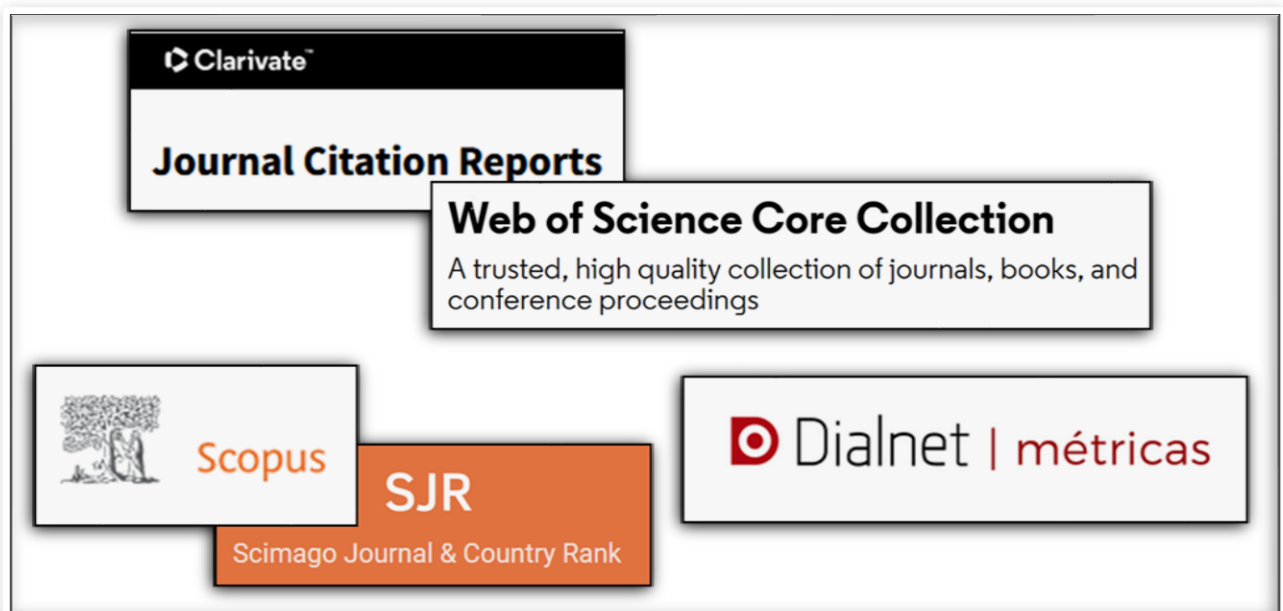 Clarivate™
Journal Citation Reports
Web of Science Core Collection
A trusted, high quality collection of journals, books, and
conference proceedings
Scopus
SJR
Scimago Journal & Country Rank
Dialnet | métricas